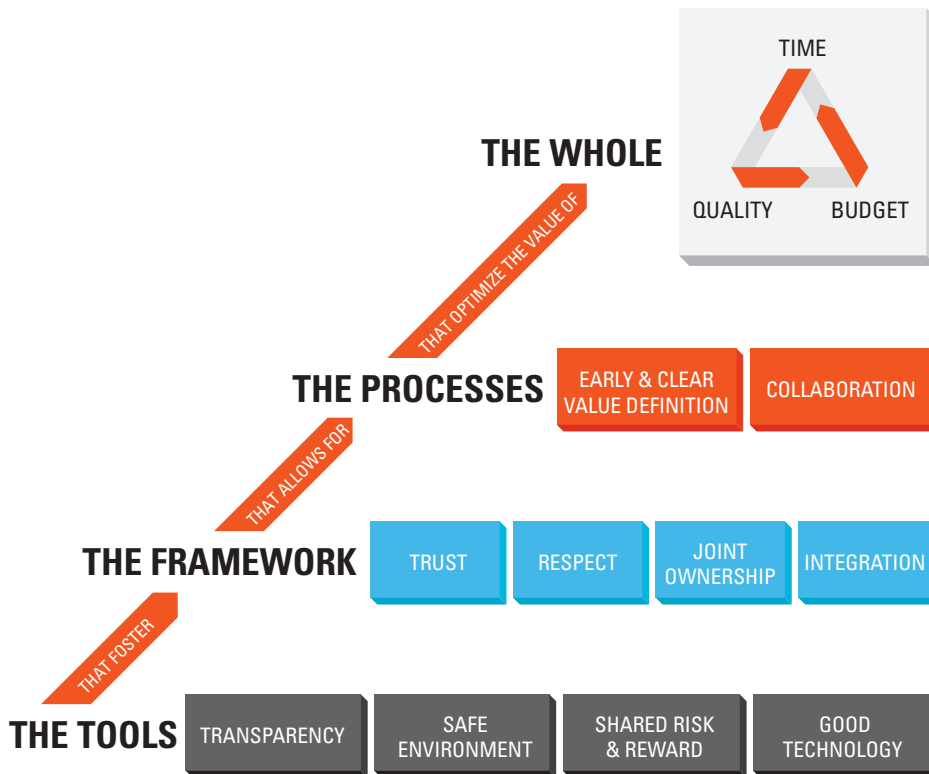 TIME
THE WHOLE
QUALITY
BUDGET
THAT OPTIMIZE THE VALUE OF
THE PROCESSES
EARLY & CLEAR
VALUE DEFINITION
COLLABORATION
THAT ALLOWS FOR
THE FRAMEWORK
TRUST
RESPECT
JOINT
OWNERSHIP
INTEGRATION
THAT FOSTER
THE TOOLS
TRANSPARENCY
SAFE
ENVIRONMENT
SHARED RISK
& REWARD
GOOD
TECHNOLOGY